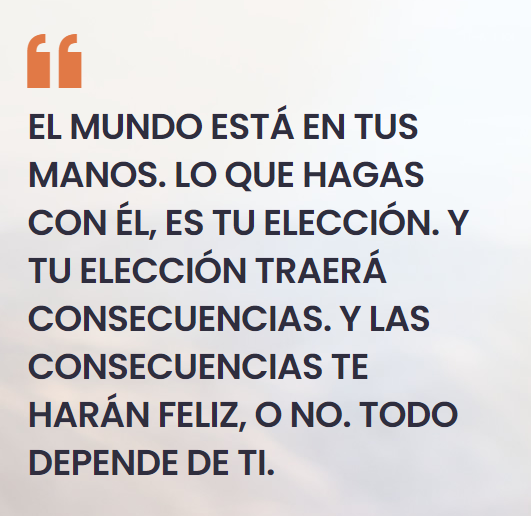 “
EL MUNDO ESTÁ EN TUS
MANOS. LO QUE HAGAS
CON ÉL, ES TU ELECCIÓN. Y
TU ELECCIÓN TRAERÁ
CONSECUENCIAS. Y LAS
CONSECUENCIAS TE
HARÁN FELIZ, O NO. TODO
DEPENDE DE TI.